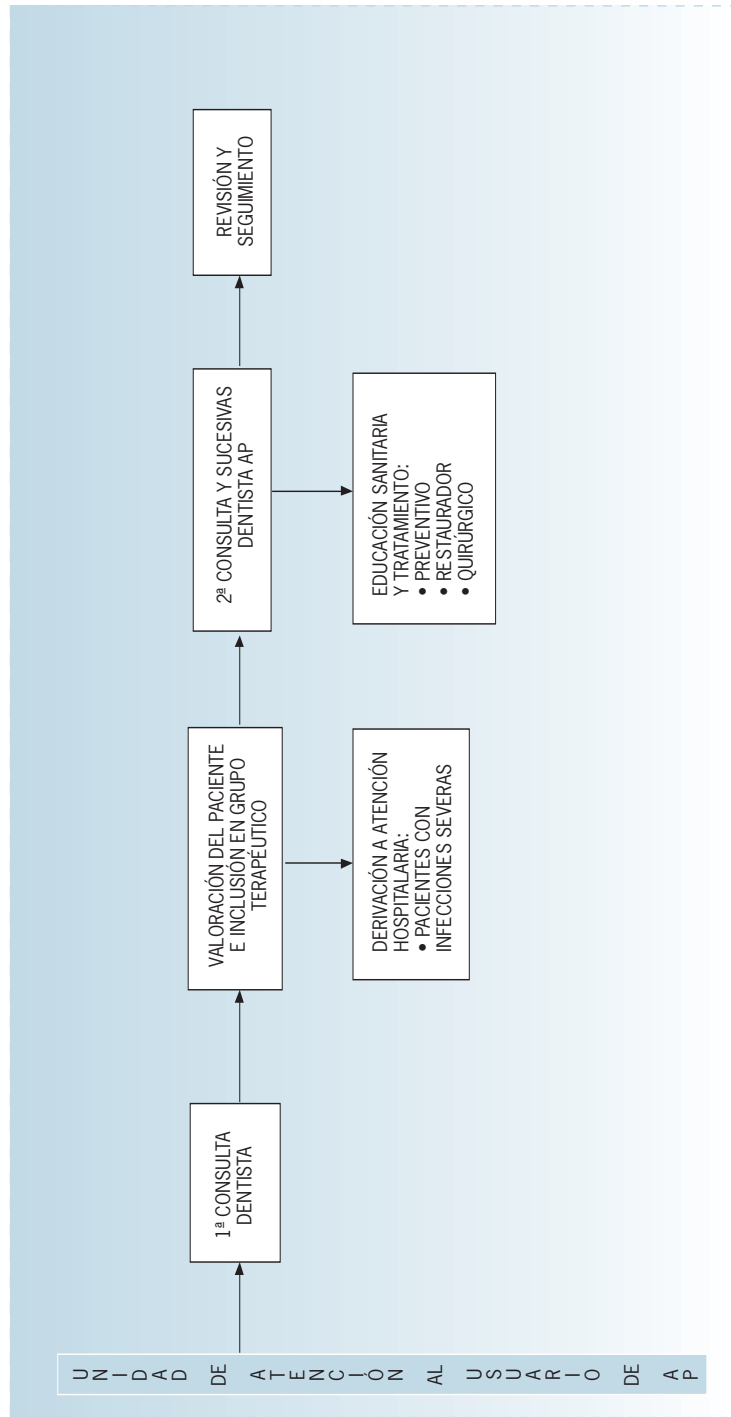 UNIDAD DE ATENCIÓN AL USUARIO DE AP
1ª CONSULTA
DENTISTA
VALORACIÓN DEL PACIENTE
E INCLUSIÓN EN GRUPO
TERAPÉUTICO
DERIVACIÓN A ATENCIÓN
HOSPITALARIA:
• PACIENTES CON
INFECCIONES SEVERAS
2ª CONSULTA Y SUCESIVAS
DENTISTA AP
EDUCACIÓN SANITARIA
Y TRATAMIENTO:
• PREVENTIVO
• RESTAURADOR
• QUIRÚRGICO
REVISIÓN Y
SEGUIMIENTO